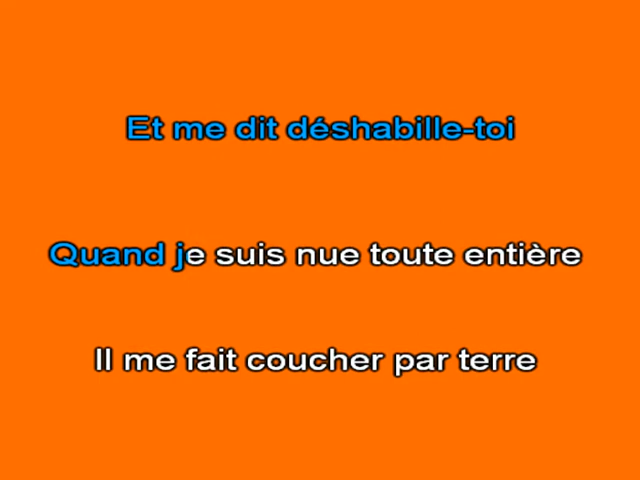 Et me dit déshabille-toi
Quand je suis nue toute entière
Il me fait coucher par terre